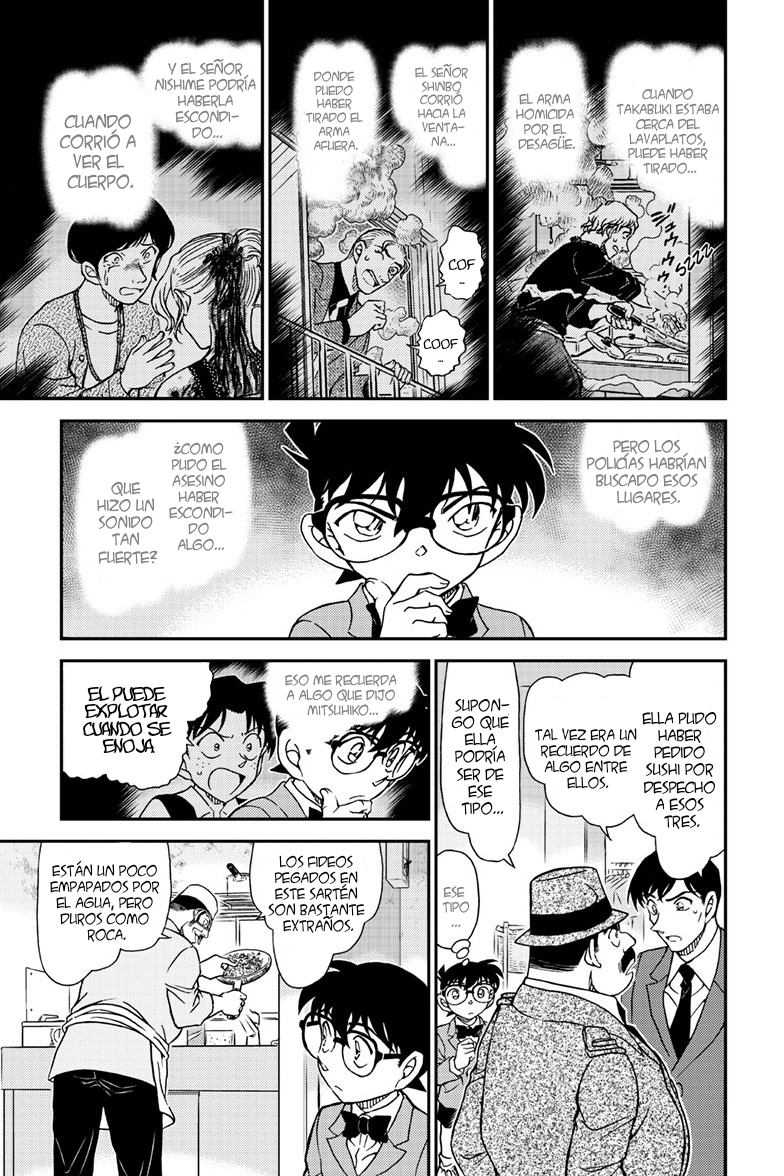 CUANDO
TAKABUKI ESTABA
CERCA DEL
LAVAPLATOS,
PUEDE HABER
TIRADO...
EL ARMA
HOMICIDA
POR EL
DESAGÜE.
ZZZZS
EL SEÑOR
SHINBO
CORRIÓ
HACIA LA
VENTA-
NA...
DONDE
PUEDO
HABER
TIRADO EL
ARMA
AFUERA.
COF
...
COOF
...
Y EL SEÑOR
NISHIME PODRÍA
HABERLA
ESCONDI-
DO...
CUANDO
CORRIÓ A
VER EL
CUERPO.
PERO LOS
POLICÍAS HABRÍAN
BUSCADO ESOS
LUGARES.
¿COMO
PUDO EL
ASESINO
HABER
ESCONDI-
DO
ALGO...
QUE
HIZO UN
SONIDO
TAN
FUERTE?
ELLA PUDO
HABER
PEDIDO
SUSHI POR
DESPECHO
A ESOS
TRES.
TAL VEZ ERA UN
RECUERDO DE
ALGO ENTRE
ELLOS.
SUPON-
GO QUE
ELLA
PODRÍA
SER DE
ESE
TIPO...
ESE
TIPO
...
ESO ME RECUERDA
A ALGO QUE DIJO
MITSUHIKO...
EL PUEDE
EXPLOTAR
CUANDO SE
ENOJA
LOS FIDEOS
PEGADOS EN
ESTE SARTÉN
SON BASTANTE
EXTRAÑOS.
ESTÁN UN POCO
EMPAPADOS POR
EL AGUA, PERO
DUROS COMO
ROCA.